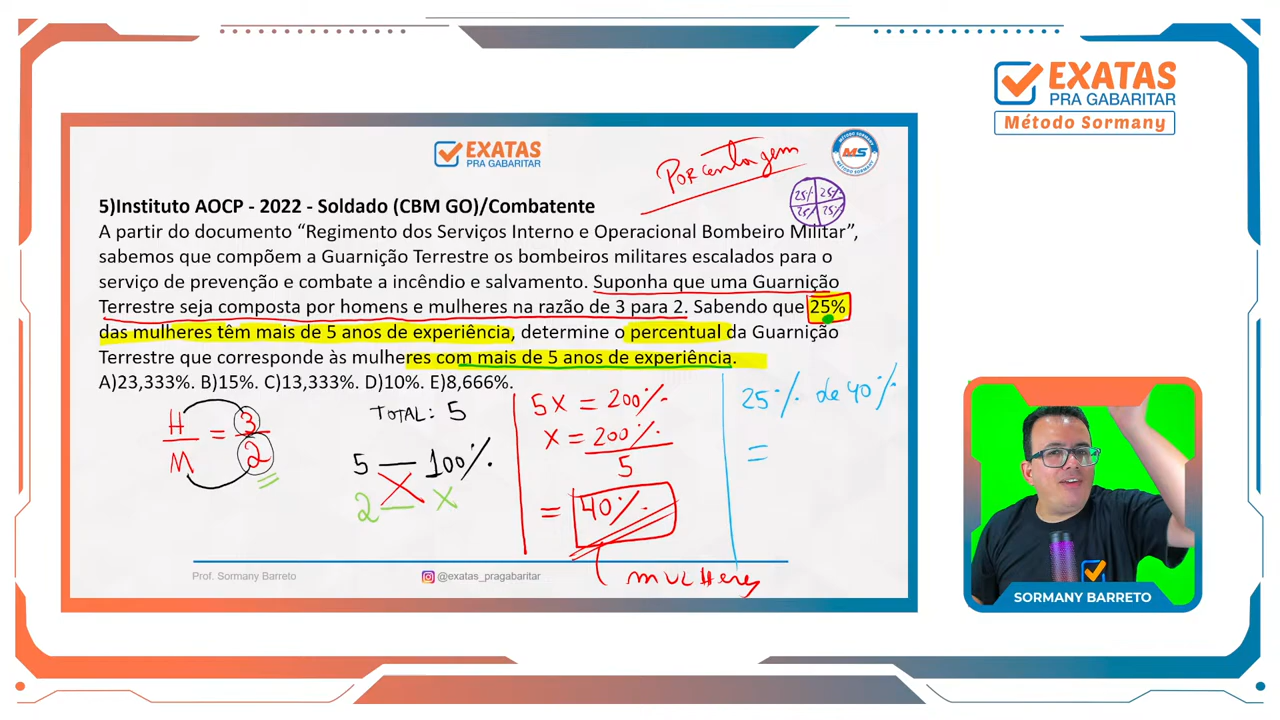 EXATAS
PRA GABARITAR
Método Sormany
EXATAS
PRA GABARITAR
Porcentagem
MS
25% 25%
25% 25%
5)Instituto AOCP - 2022 - Soldado (CBM GO)/Combatente
A partir do documento “Regimento dos Serviços Interno e Operacional Bombeiro Militar”,
sabemos que compõem a Guarnição Terrestre os bombeiros militares escalados para o
serviço de prevenção e combate a incêndio e salvamento. Suponha que uma Guarnição
Terrestre seja composta por homens e mulheres na razão de 3 para 2. Sabendo que 25%
das mulheres têm mais de 5 anos de experiência, determine o percentual da Guarnição
Terrestre que corresponde às mulheres com mais de 5 anos de experiência.
A)23,333%. B)15%. C)13,333%. D)10%. E)8,666%.
H/M = 3/2
TOTAL: 5
5 — 100%
2 — X
5X = 200%
X = 200%/5
= 40%
mulheres
25% de 40%
=
Prof. Sormany Barreto
@exatas_pragabaritar
SORMANY BARRETO